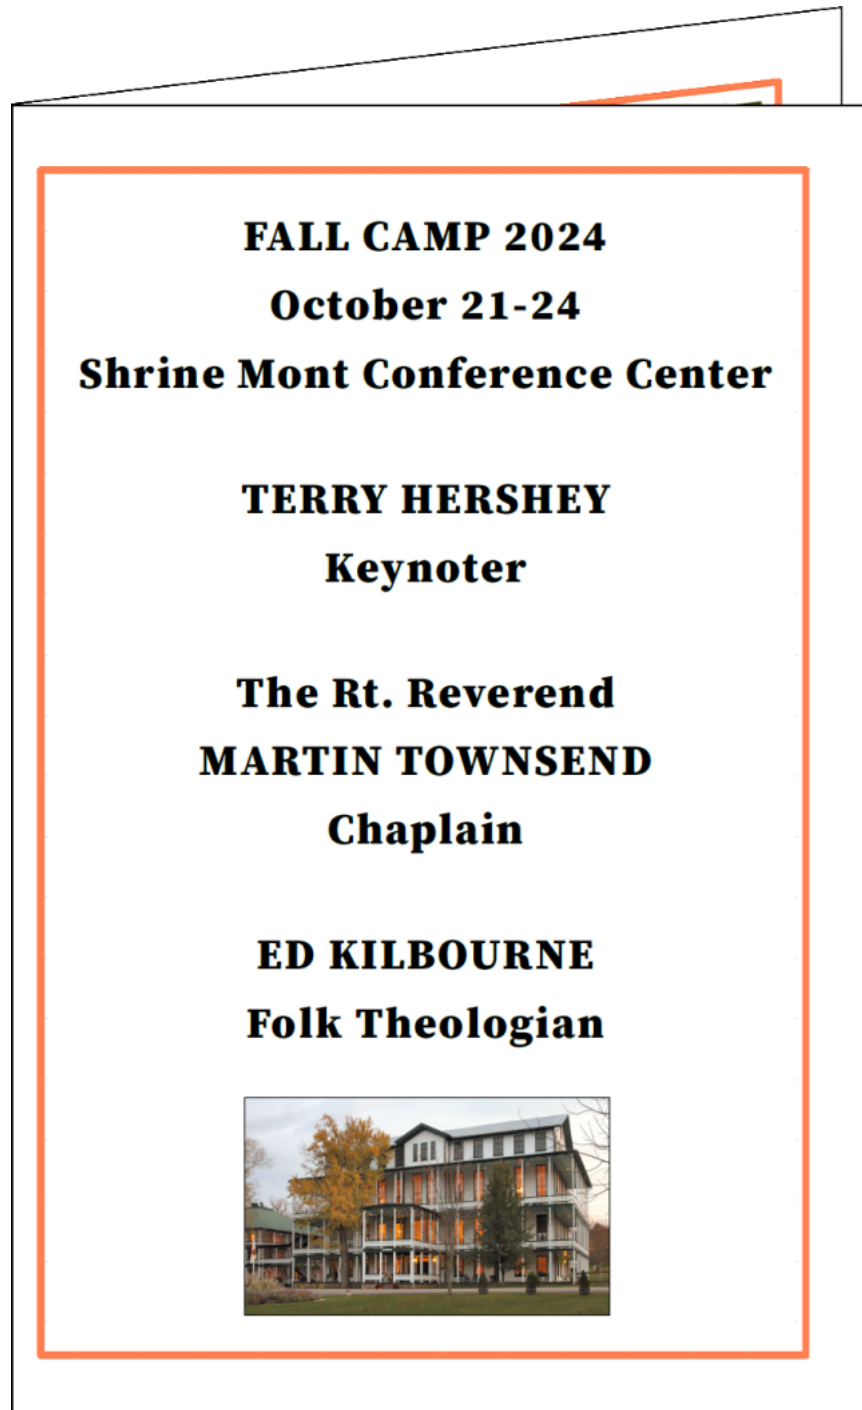 FALL CAMP 2024
October 21-24
Shrine Mont Conference Center
TERRY HERSHEY
Keynoter
The Rt. Reverend
MARTIN TOWNSEND
Chaplain
ED KILBOURNE
Folk Theologian